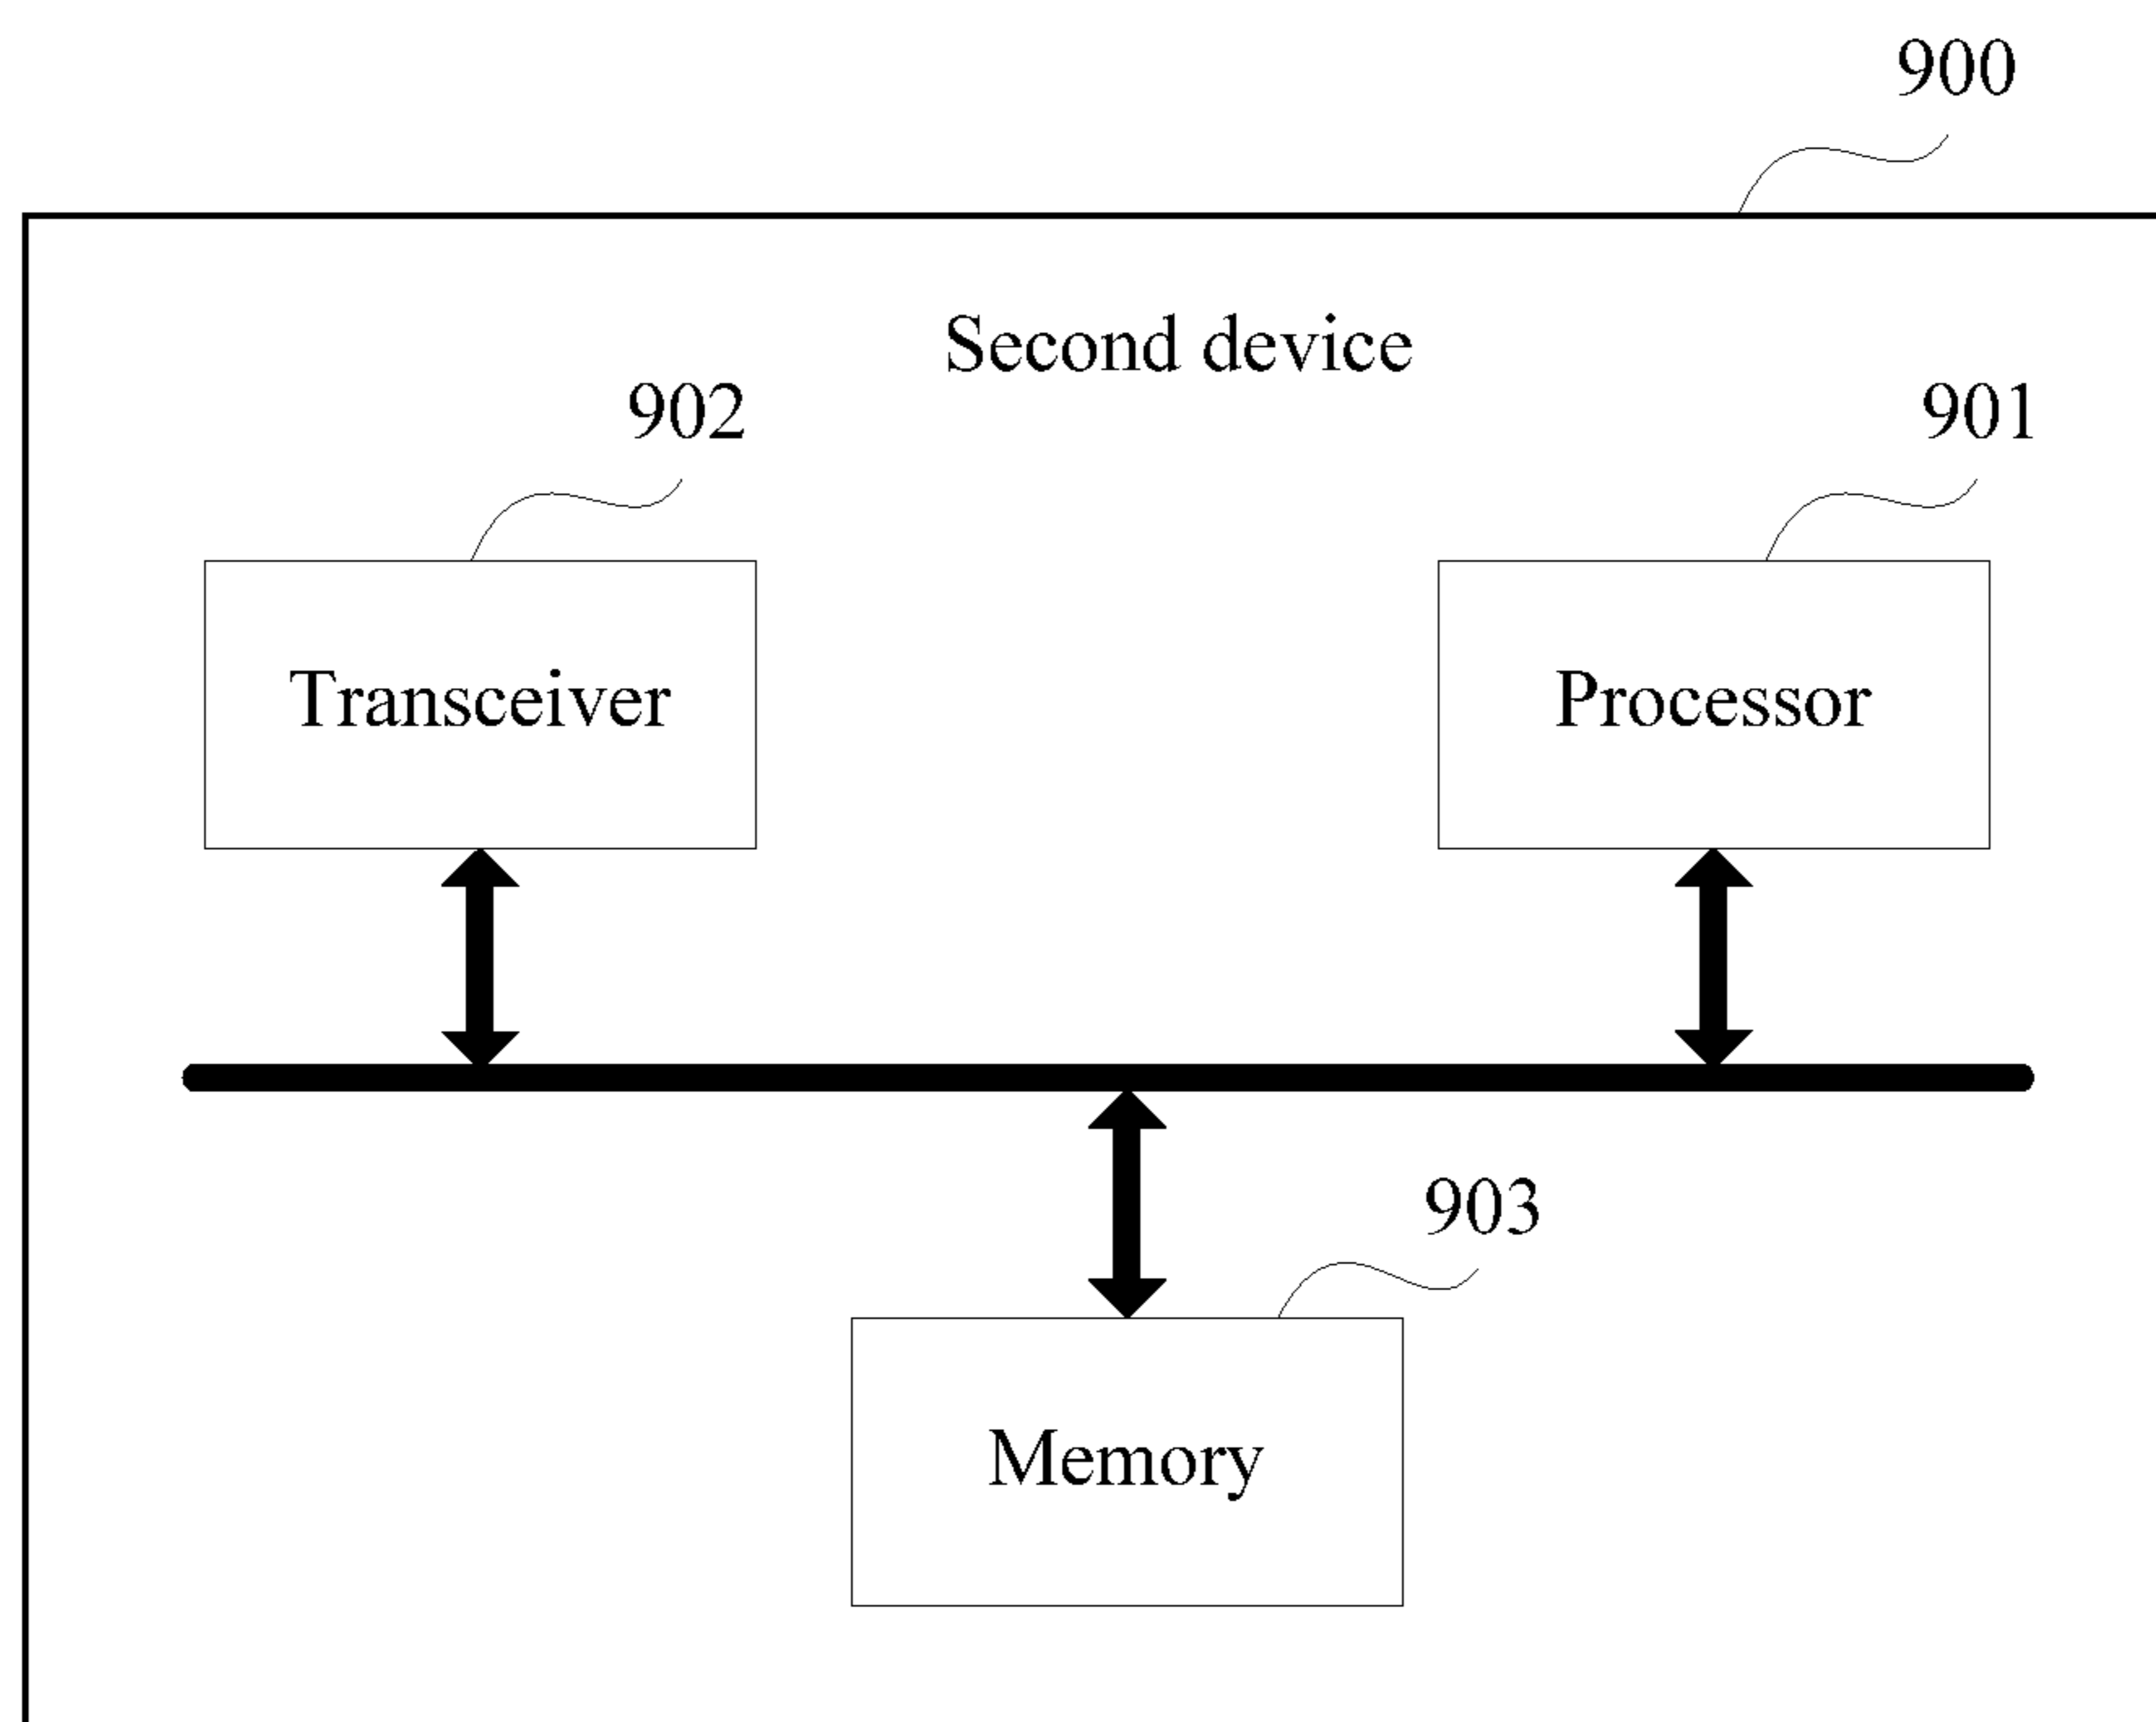 900
Second device
902
901
Transceiver
Processor
903
Memory